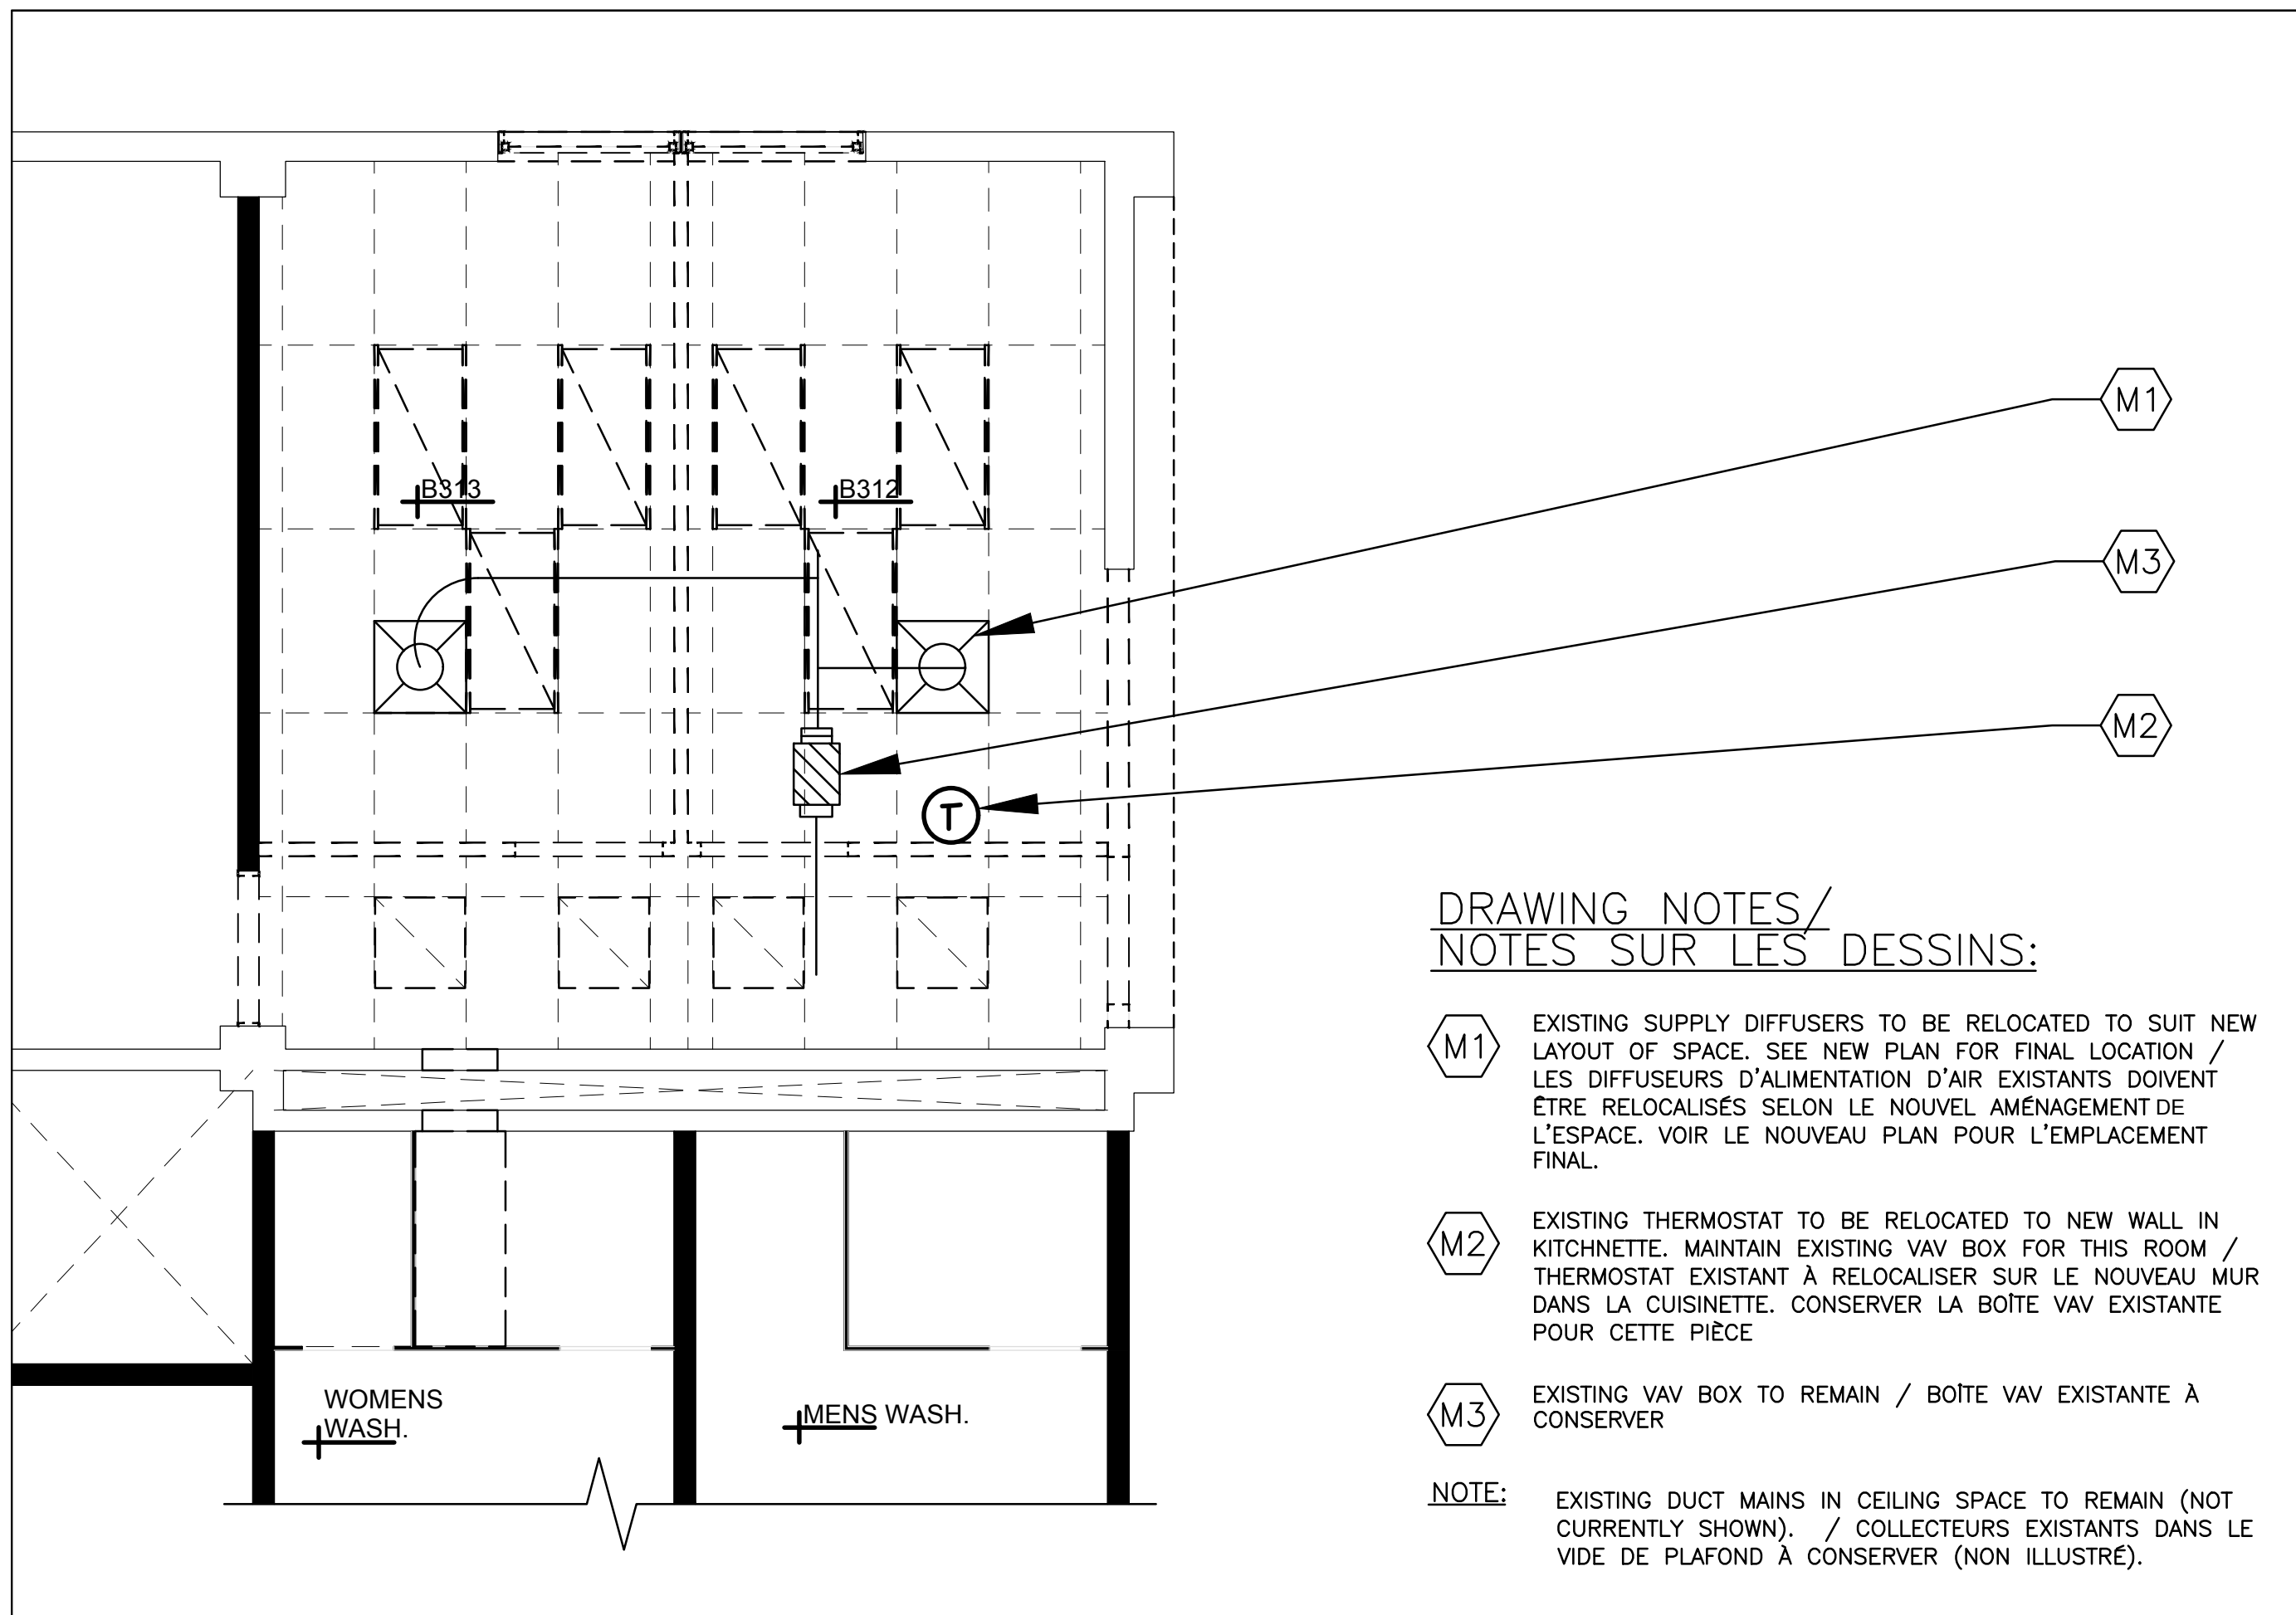 M1
B313
B312
M3
M2
T
DRAWING NOTES/
NOTES SUR LES DESSINS:
M1
EXISTING SUPPLY DIFFUSERS TO BE RELOCATED TO SUIT NEW
LAYOUT OF SPACE. SEE NEW PLAN FOR FINAL LOCATION /
LES DIFFUSEURS D'ALIMENTATION D'AIR EXISTANTS DOIVENT
ÊTRE RELOCALISÉS SELON LE NOUVEL AMÉNAGEMENT DE
L'ESPACE. VOIR LE NOUVEAU PLAN POUR L'EMPLACEMENT
FINAL.
M2
EXISTING THERMOSTAT TO BE RELOCATED TO NEW WALL IN
KITCHNETTE. MAINTAIN EXISTING VAV BOX FOR THIS ROOM /
THERMOSTAT EXISTANT À RELOCALISER SUR LE NOUVEAU MUR
DANS LA CUISINETTE. CONSERVER LA BOÎTE VAV EXISTANTE
POUR CETTE PIÈCE
M3
EXISTING VAV BOX TO REMAIN / BOÎTE VAV EXISTANTE À
CONSERVER
WOMENS
WASH.
MENS WASH.
NOTE:
EXISTING DUCT MAINS IN CEILING SPACE TO REMAIN (NOT
CURRENTLY SHOWN). / COLLECTEURS EXISTANTS DANS LE
VIDE DE PLAFOND À CONSERVER (NON ILLUSTRÉ).